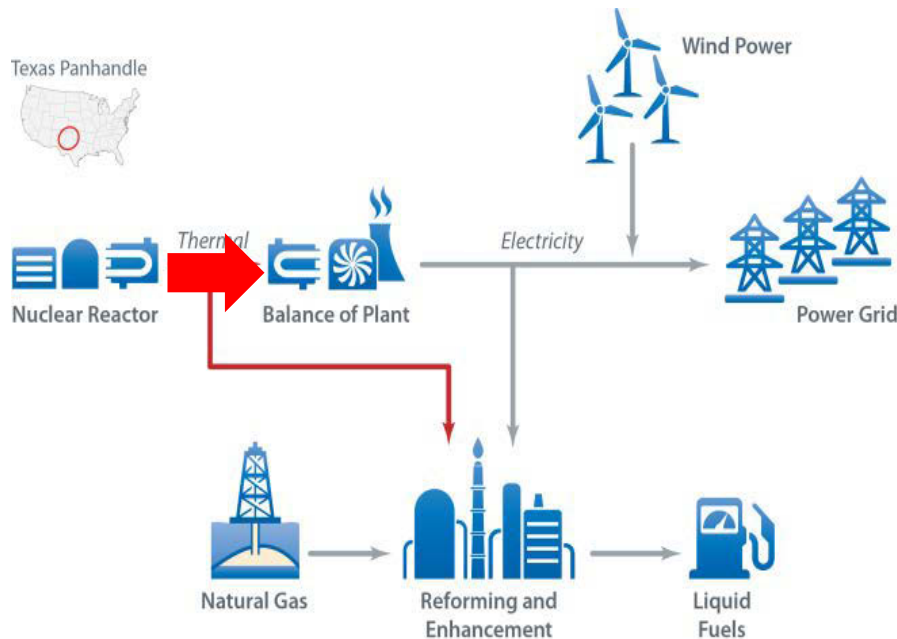 Wind Power
Texas Panhandle
Thermal
Electricity
Nuclear Reactor
Balance of Plant
Power Grid
Natural Gas
Reforming and
Enhancement
Liquid
Fuels